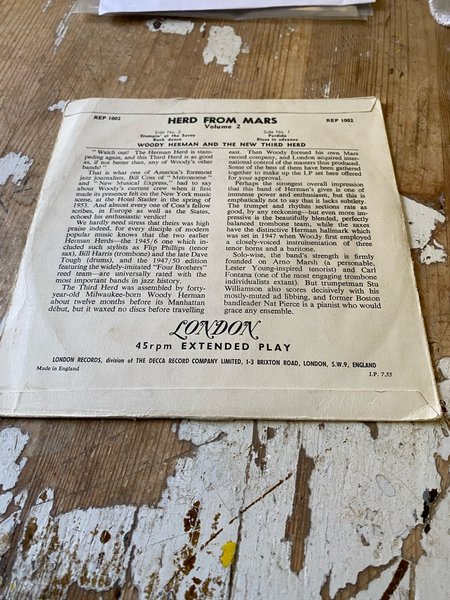 REP 1002
HERD FROM MARS
REP 1002
Volume 2
Side No. 2
Stompin' at the Savoy
Buck dance
Side No. 1
Perdido
Blues in advance
WOODY HERMAN AND THE NEW THIRD HERD
"Watch out! The Herman Herd is stam-
peding again, and this Third Herd is as good
as, if not better than, any of Woody's other
bands!"
That is what one of America's foremost
jazz journalists, Bill Coss of "Metronome"
and "New Musical Express," had to say
about Woody's current crew when it first
made its presence felt on the New York music
scene, at the Hotel Statler in the spring of
1953. And almost every one of Coss's fellow
scribes, in Europe as well as the States,
echoed his enthusiastic verdict!
We hardly need stress that theirs was high
praise indeed, for every disciple of modern
popular music knows that the two earlier
Herman Herds—the 1945/6 one which in-
cluded such stylists as Flip Phillips (tenor
sax), Bill Harris (trombone) and the late Dave
Tough (drums), and the 1947/50 edition
featuring the widely-imitated "Four Brothers"
reed team—are universally rated with the
most important bands in jazz history.
The Third Herd was assembled by forty-
year-old Milwaukee-born Woody Herman
about twelve months before its Manhattan
début, but it waxed no discs before travelling
east. Then Woody formed his own Mars
record company, and London acquired inter-
national control of the masters thus produced.
Some of the best of them have been gathered
together to make up the LP set here offered
for your approval.
Perhaps the strongest overall impression
that this band of Herman's gives is one of
immense power and enthusiasm, but this is
emphatically not to say that it lacks subtlety.
The trumpet and rhythm sections rate as
good, by any reckoning—but even more im-
pressive is the beautifully blended, perfectly
balanced trombone team, while the saxes
have the distinctive Herman hallmark which
was set in 1947 when Woody first employed
a closely-voiced instrumentation of three
tenor horns and a baritone.
Solo-wise, the band's strength is firmly
founded on Arno Marsh (a personable,
Lester Young-inspired tenorist) and Carl
Fontana (one of the most engaging trombone
individualists extant). But trumpetman Stu
Williamson also scores decisively with his
mostly-muted ad libbing, and former Boston
bandleader Nat Pierce is a pianist who would
grace any ensemble.
LONDON
45rpm EXTENDED PLAY
LONDON RECORDS, division of THE DECCA RECORD COMPANY LIMITED, 1-3 BRIXTON ROAD, LONDON, S.W.9, ENGLAND
Made in England
J.P. 7.55